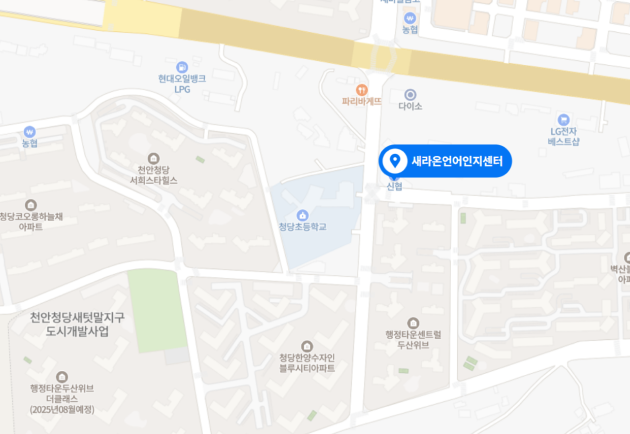 농협
현대오일뱅크
LPG
파리바게뜨
다이소
LG전자
베스트샵
농협
천안청당
서희스타힐스
새라온언어인지센터
신협
청당코오롱하늘채
아파트
청당초등학교
천안청당새텃말지구
도시개발사업
행정타운센트럴
두산위브
청당한양수자인
블루시티아파트
행정타운두산위브
더클래스
(2025년08월예정)